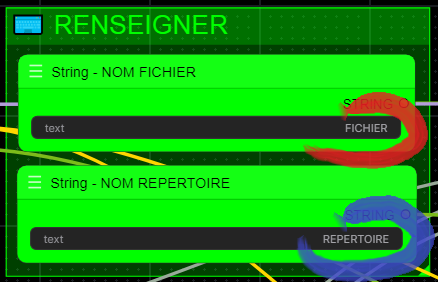 RENSEIGNER
String - NOM FICHIER
STRING
text FICHIER
String - NOM REPERTOIRE
STRING
text REPERTOIRE